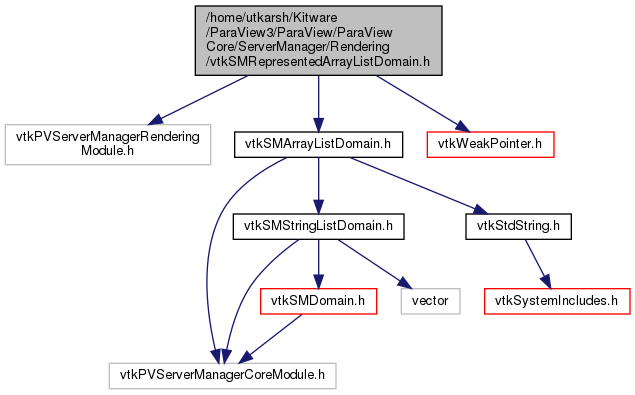 /home/utkarsh/Kitware
/ParaView3/ParaView/ParaView
Core/ServerManager/Rendering
/vtkSMRepresentedArrayListDomain.h
vtkPVServerManagerRendering
Module.h
vtkSMArrayListDomain.h
vtkWeakPointer.h
vtkSMStringListDomain.h
vtkStdString.h
vtkSMDomain.h
vector
vtkSystemIncludes.h
vtkPVServerManagerCoreModule.h